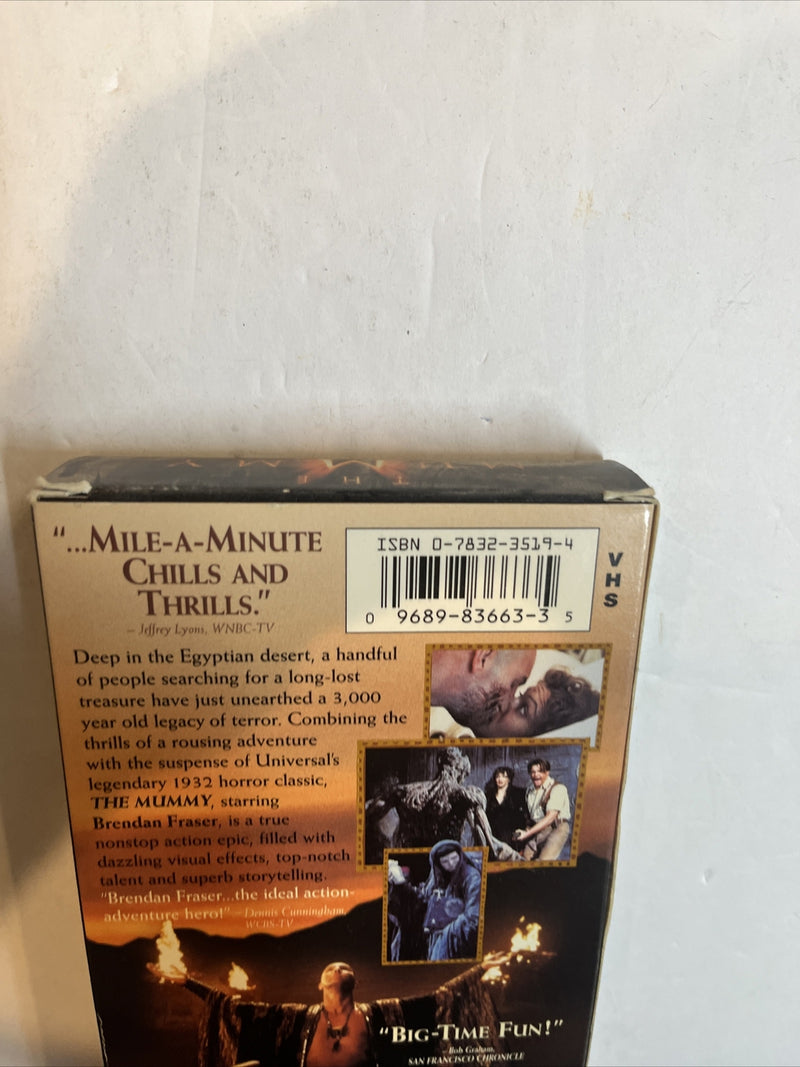 THE MUMMY
"...MILE-A-MINUTE
CHILLS AND
THRILLS."
– Jeffrey Lyons, WNBC-TV
ISBN 0-7832-3519-4
0 9689-83663-3 5
VHS
Deep in the Egyptian desert, a handful
of people searching for a long-lost
treasure have just unearthed a 3,000
year old legacy of terror. Combining the
thrills of a rousing adventure
with the suspense of Universal's
legendary 1932 horror classic,
THE MUMMY, starring
Brendan Fraser, is a true
nonstop action epic, filled with
dazzling visual effects, top-notch
talent and superb storytelling.
"Brendan Fraser...the ideal action-
adventure hero!" – Dennis Cunningham,
WCBS-TV
"BIG-TIME FUN!"
– Bob Graham,
SAN FRANCISCO CHRONICLE